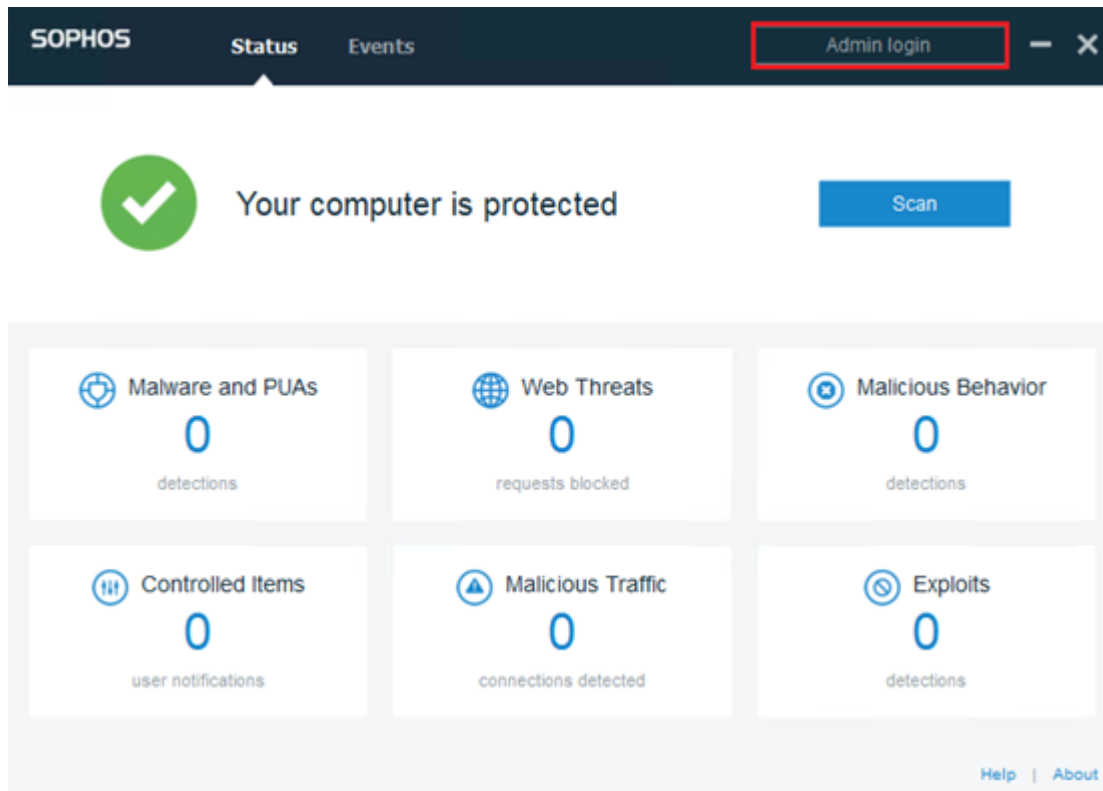 SOPHOS Status Events Admin login
Your computer is protected Scan
Malware and PUAs
0
detections
Web Threats
0
requests blocked
Malicious Behavior
0
detections
Controlled Items
0
user notifications
Malicious Traffic
0
connections detected
Exploits
0
detections
Help | About